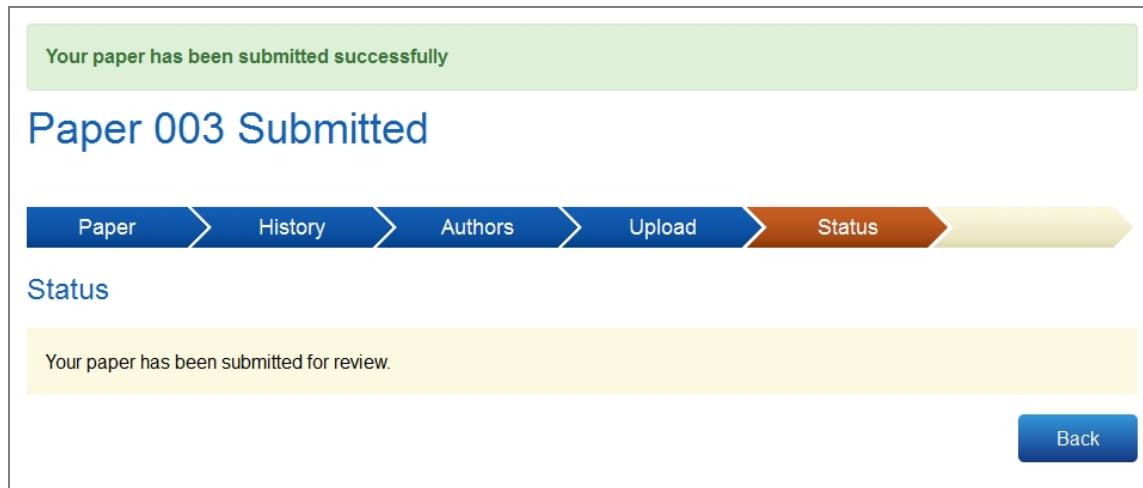 Your paper has been submitted successfully
Paper 003 Submitted
Paper History Authors Upload Status
Status
Your paper has been submitted for review.
Back